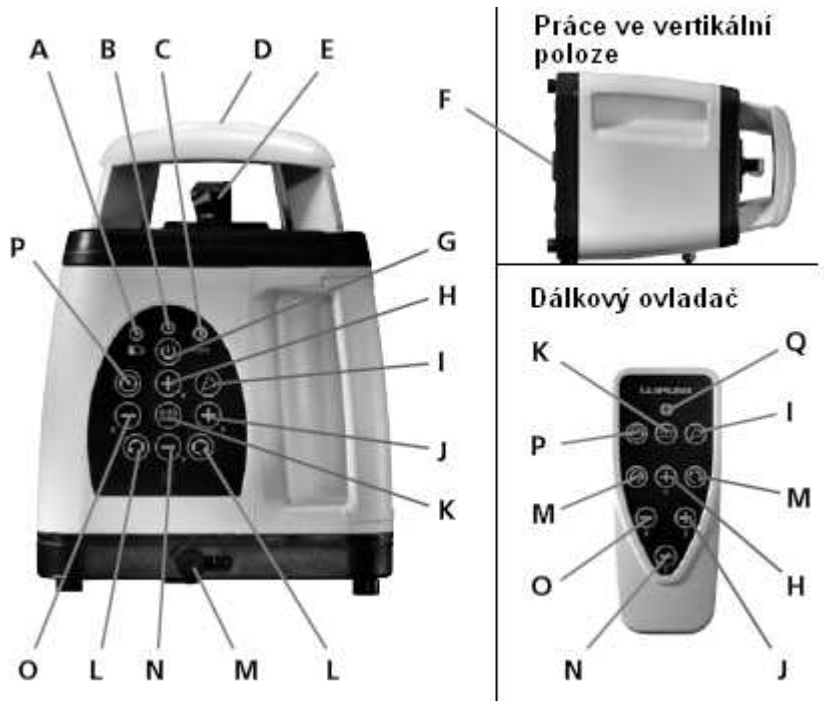 A B C D E
Práce ve vertikální
poloze
F
P
G
H
I
J
K
O L N M L
Dálkový ovladač
K
Q
P
I
M
M
O
H
N
J